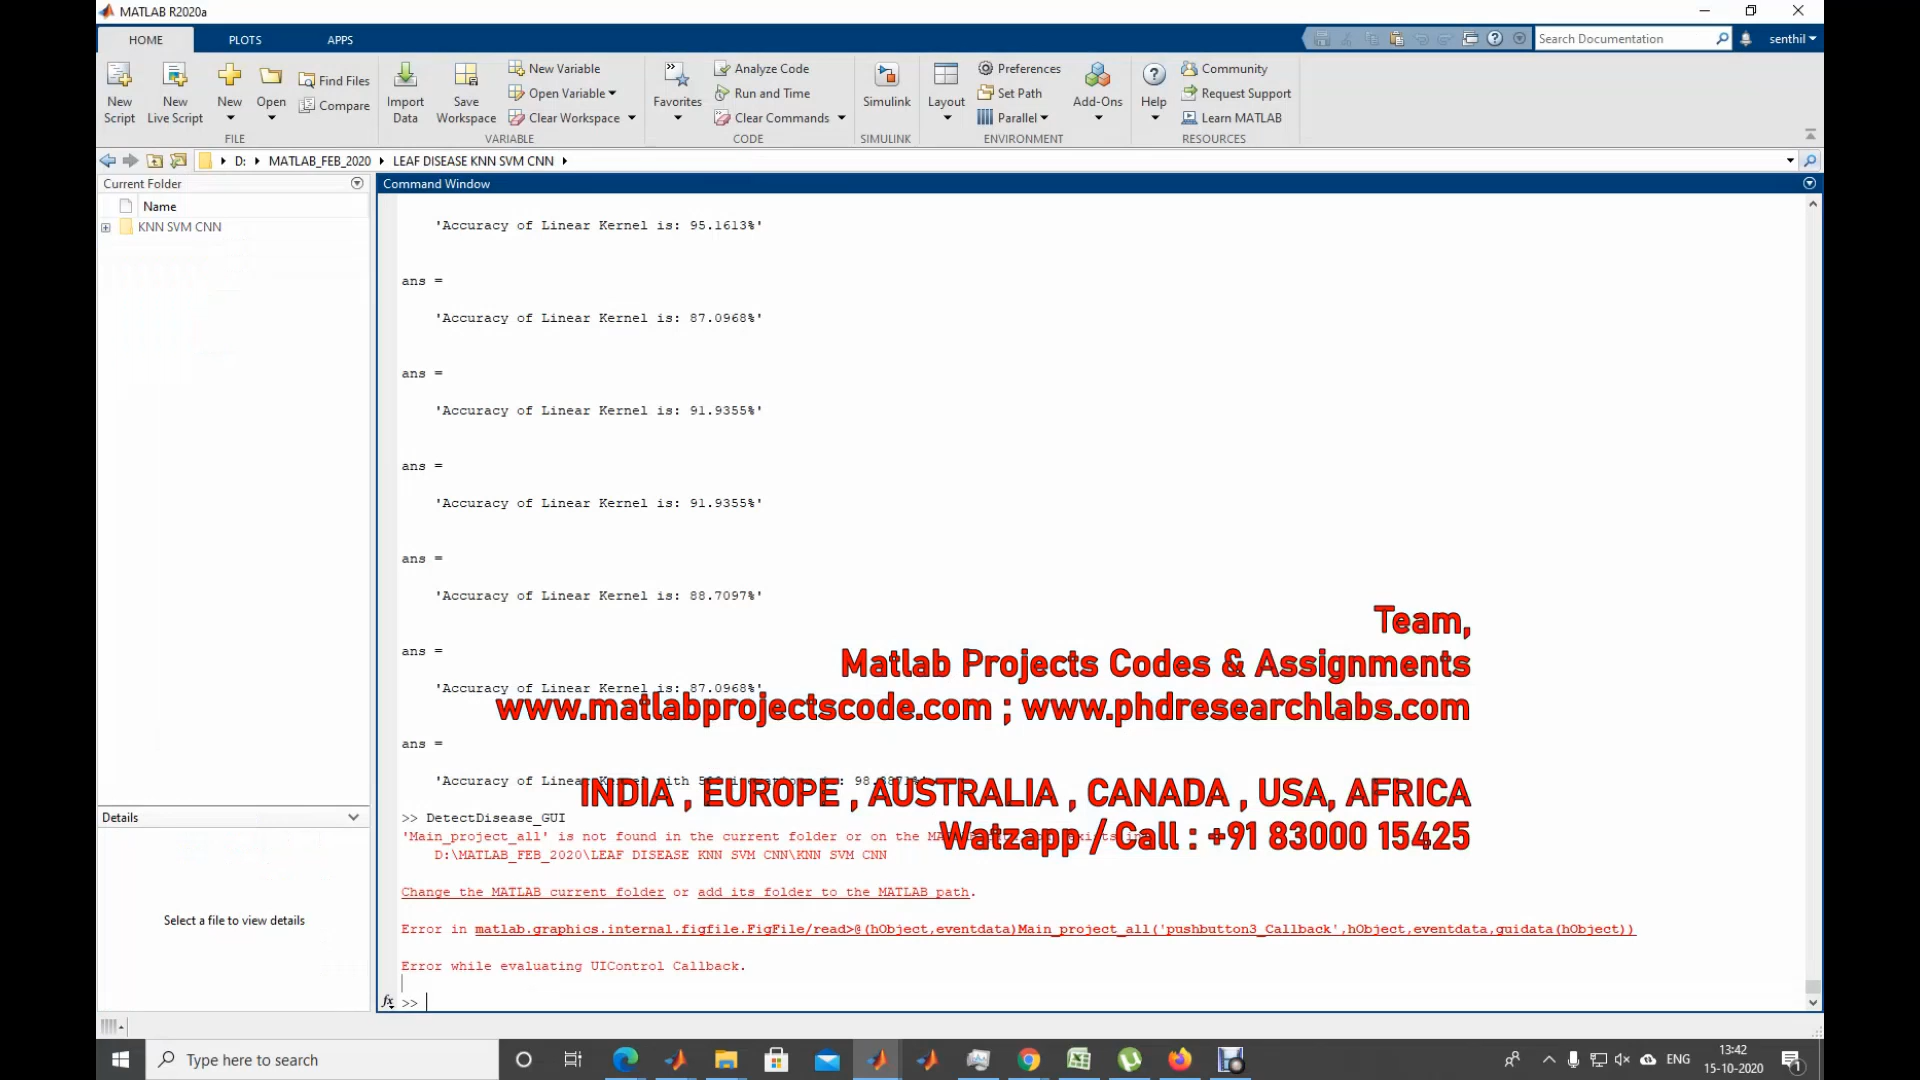 MATLAB R2020a
HOME
PLOTS
APPS
Search Documentation
senthil
New Script
New Live Script
New
Open
Find Files
Compare
Import Data
Save Workspace
New Variable
Open Variable
Clear Workspace
Favorites
Analyze Code
Run and Time
Clear Commands
Simulink
Layout
Preferences
Set Path
Parallel
Add-Ons
Help
Community
Request Support
Learn MATLAB
FILE
VARIABLE
CODE
SIMULINK
ENVIRONMENT
RESOURCES
D: MATLAB_FEB_2020 LEAF DISEASE KNN SVM CNN
Current Folder
Name
KNN SVM CNN
Details
Select a file to view details
Command Window
'Accuracy of Linear Kernel is: 95.1613%'
ans =
'Accuracy of Linear Kernel is: 87.0968%'
ans =
'Accuracy of Linear Kernel is: 91.9355%'
ans =
'Accuracy of Linear Kernel is: 91.9355%'
ans =
'Accuracy of Linear Kernel is: 88.7097%'
ans =
'Accuracy of Linear Kernel is: 87.0968%'
ans =
'Accuracy of Linear Kernel with
>> DetectDisease_GUI
'Main_project_all' is not found in the current folder or on the
D:\MATLAB_FEB_2020\LEAF DISEASE KNN SVM CNN\KNN SVM CNN
Change the MATLAB current folder or add its folder to the MATLAB path.
Error in matlab.graphics.internal.figfile.FigFile/read>@(hObject,eventdata)Main_project_all('pushbutton3_Callback',hObject,eventdata,guidata(hObject))
Error while evaluating UIControl Callback.
fx >>
Team,
Matlab Projects Codes & Assignments
www.matlabprojectscode.com ; www.phdresearchlabs.com
INDIA , EUROPE , AUSTRALIA , CANADA , USA, AFRICA
Watzapp / Call : +91 83000 15425
Type here to search
ENG
13:42
15-10-2020
1